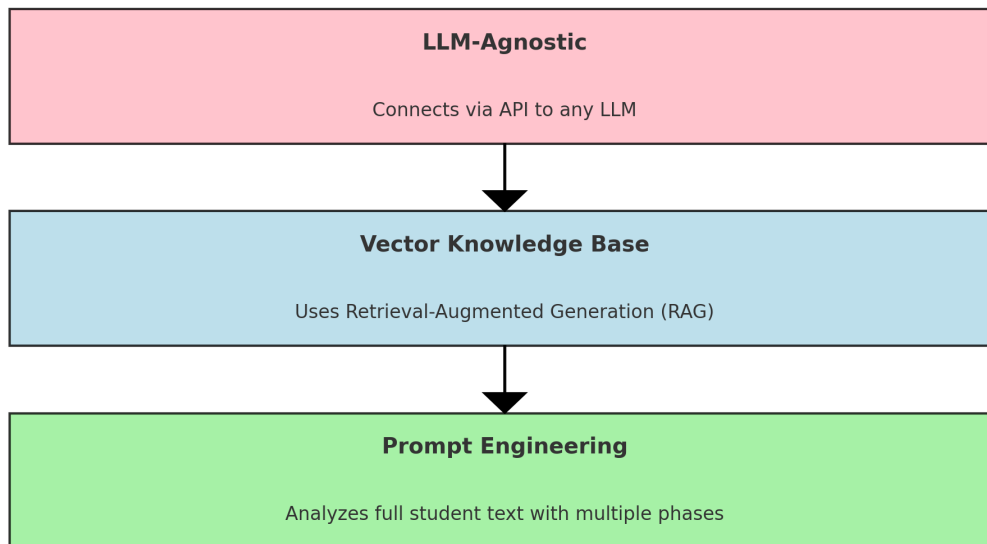 LLM-Agnostic
Connects via API to any LLM
Vector Knowledge Base
Uses Retrieval-Augmented Generation (RAG)
Prompt Engineering
Analyzes full student text with multiple phases